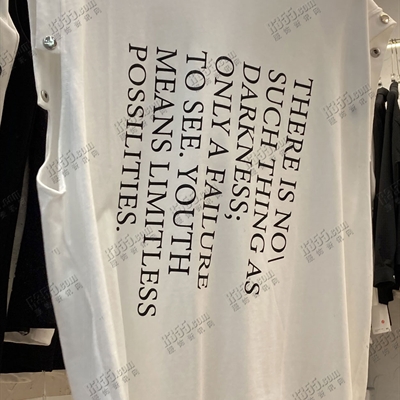 THERE IS NO\
SUCH THING AS
DARKNESS;
ONLY A FAILURE
TO SEE. YOUTH
MEANS LIMITLESS
POSSILITIES.